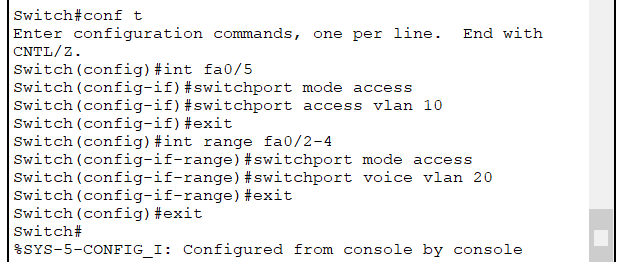 Switch#conf t
Enter configuration commands, one per line.  End with
CNTL/Z.
Switch(config)#int fa0/5
Switch(config-if)#switchport mode access
Switch(config-if)#switchport access vlan 10
Switch(config-if)#exit
Switch(config)#int range fa0/2-4
Switch(config-if-range)#switchport mode access
Switch(config-if-range)#switchport voice vlan 20
Switch(config-if-range)#exit
Switch(config)#exit
Switch#
%SYS-5-CONFIG_I: Configured from console by console